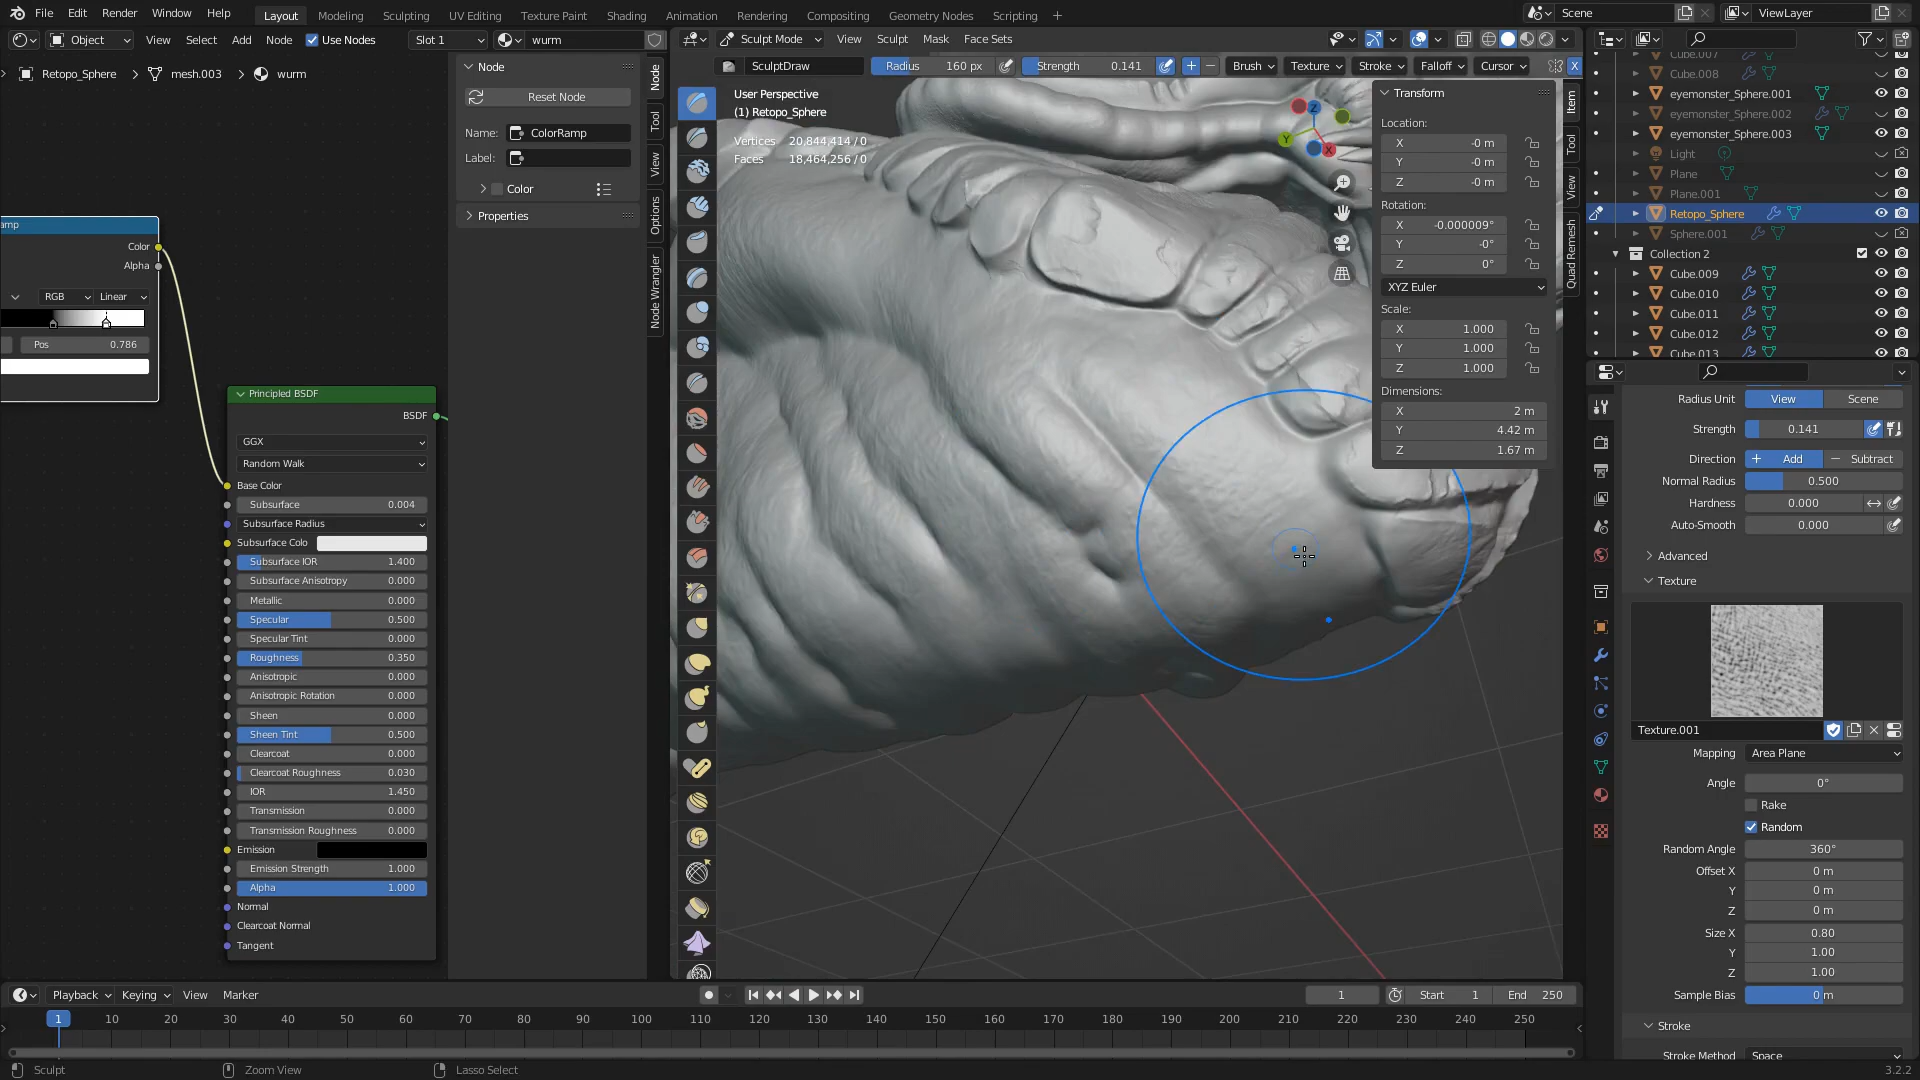 File Edit Render Window Help Layout Modeling Sculpting UV Editing Texture Paint Shading Animation Rendering Compositing Geometry Nodes Scripting + Scene ViewLayer
Object View Select Add Node Use Nodes Slot 1 wurm
Sculpt Mode View Sculpt Mask Face Sets
SculptDraw Radius 160 px Strength 0.141 Brush Texture Stroke Falloff Cursor X
Retopo_Sphere > mesh.003 > wurm
Node
Reset Node
Name: ColorRamp
Label:
Color
Properties
Node
Tool
View
Options
Node Wrangler
amp
Color
Alpha
RGB Linear
Pos 0.786
Principled BSDF
BSDF
GGX
Random Walk
Base Color
Subsurface 0.004
Subsurface Radius
Subsurface Colo
Subsurface IOR 1.400
Subsurface Anisotropy 0.000
Metallic 0.000
Specular 0.500
Specular Tint 0.000
Roughness 0.350
Anisotropic 0.000
Anisotropic Rotation 0.000
Sheen 0.000
Sheen Tint 0.500
Clearcoat 0.000
Clearcoat Roughness 0.030
IOR 1.450
Transmission 0.000
Transmission Roughness 0.000
Emission
Emission Strength 1.000
Alpha 1.000
Normal
Clearcoat Normal
Tangent
User Perspective
(1) Retopo_Sphere
Vertices 20,844,414 / 0
Faces 18,464,256 / 0
Z
Y
X
Transform
Location:
X -0 m
Y -0 m
Z -0 m
Rotation:
X -0.000009°
Y -0°
Z 0°
XYZ Euler
Scale:
X 1.000
Y 1.000
Z 1.000
Dimensions:
X 2 m
Y 4.42 m
Z 1.67 m
Item
Tool
View
Quad Remesh
Cube.007
Cube.008
eyemonster_Sphere.001
eyemonster_Sphere.002
eyemonster_Sphere.003
Light
Plane
Plane.001
Retopo_Sphere
Sphere.001
Collection 2
Cube.009
Cube.010
Cube.011
Cube.012
Cube.013
Radius Unit View Scene
Strength 0.141
Direction + Add − Subtract
Normal Radius 0.500
Hardness 0.000
Auto-Smooth 0.000
Advanced
Texture
Texture.001
Mapping Area Plane
Angle 0°
Rake
Random
Random Angle 360°
Offset X 0 m
Y 0 m
Z 0 m
Size X 0.80
Y 1.00
Z 1.00
Sample Bias 0 m
Stroke
Stroke Method Space
Playback Keying View Marker 1 Start 1 End 250
1 10 20 30 40 50 60 70 80 90 100 110 120 130 140 150 160 170 180 190 200 210 220 230 240 250
Sculpt Zoom View Lasso Select 3.2.2